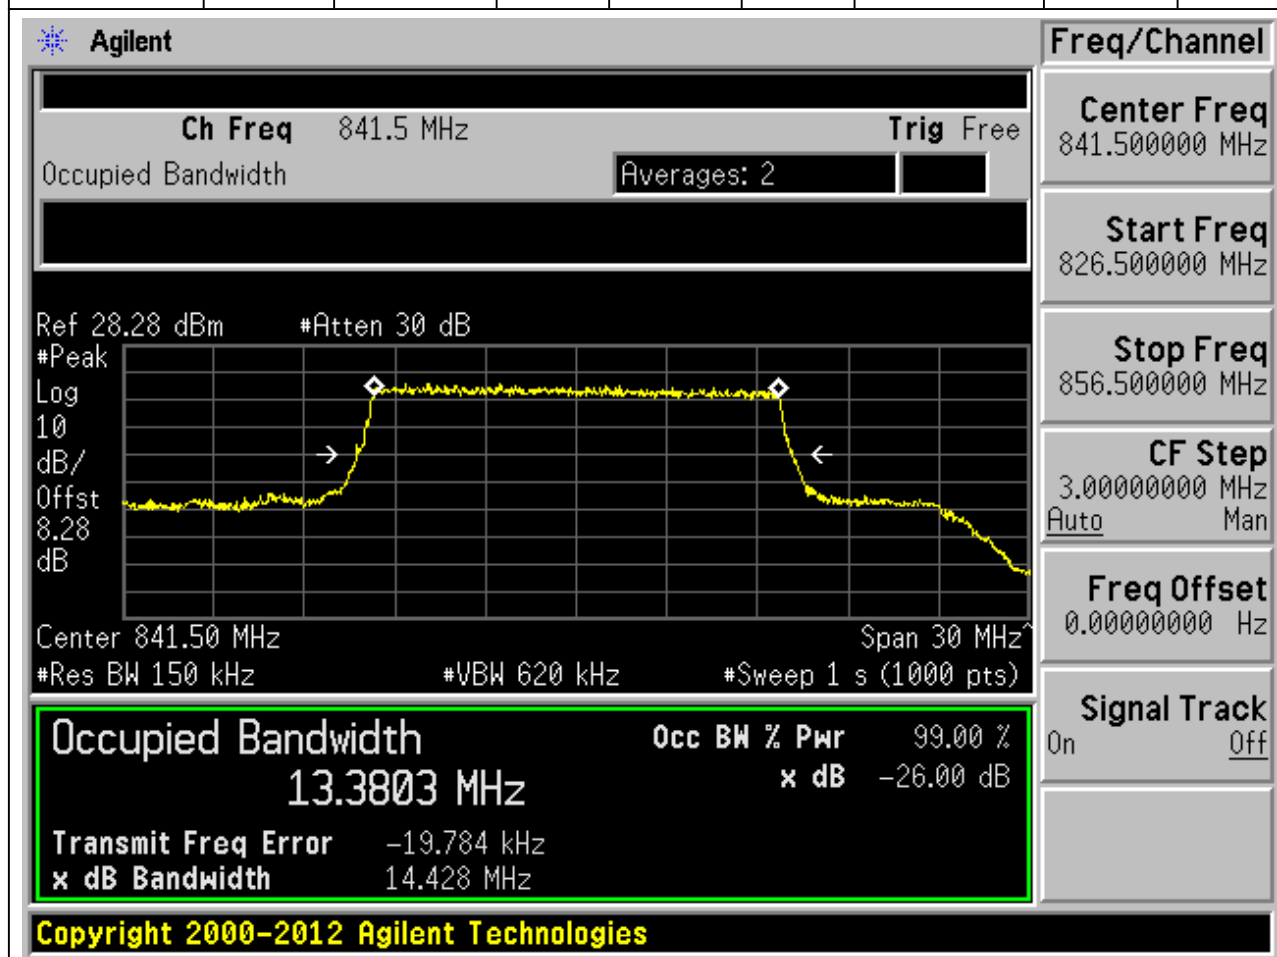 Agilent
Freq/Channel
Ch Freq 841.5 MHz Trig Free
Occupied Bandwidth Averages: 2
Center Freq
841.500000 MHz
Start Freq
826.500000 MHz
Stop Freq
856.500000 MHz
CF Step
3.00000000 MHz
Auto Man
Freq Offset
0.00000000 Hz
Signal Track
On Off
Ref 28.28 dBm #Atten 30 dB
#Peak
Log
10
dB/
Offst
8.28
dB
Center 841.50 MHz Span 30 MHz^
#Res BW 150 kHz #VBW 620 kHz #Sweep 1 s (1000 pts)
Occupied Bandwidth Occ BW % Pwr 99.00 %
13.3803 MHz x dB -26.00 dB
Transmit Freq Error -19.784 kHz
x dB Bandwidth 14.428 MHz
Copyright 2000-2012 Agilent Technologies